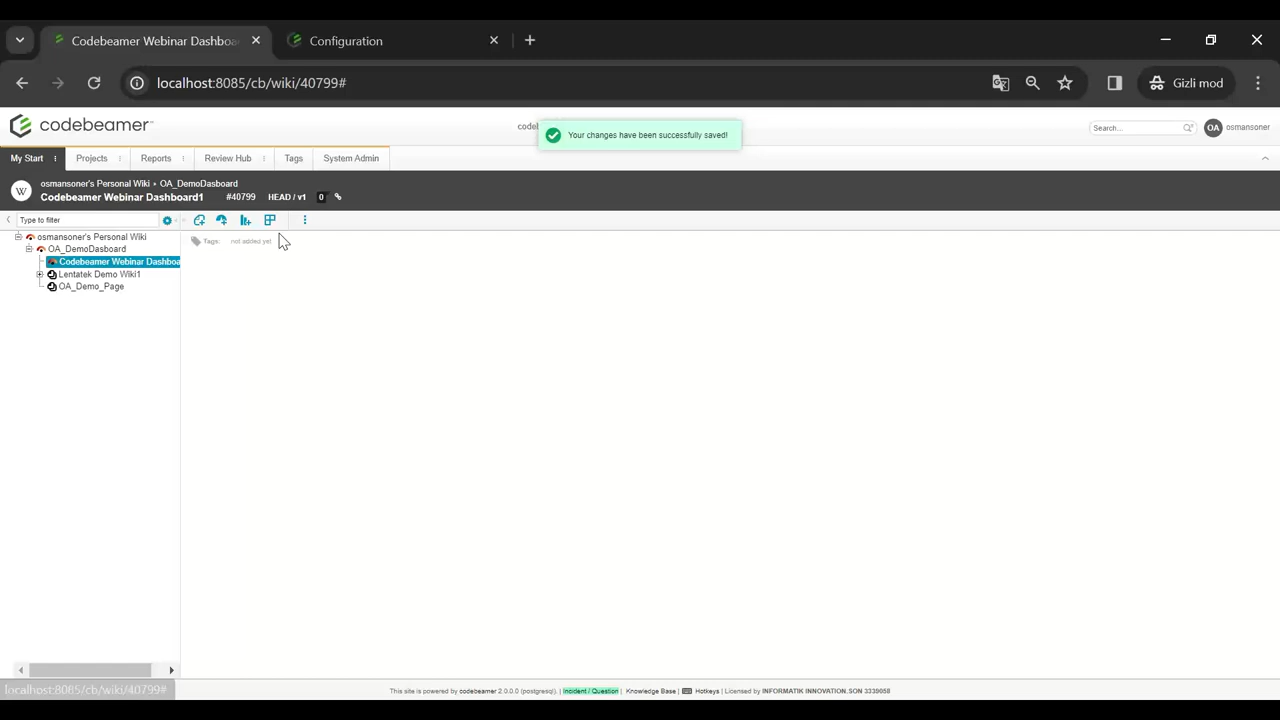 Codebeamer Webinar Dashboa
Configuration
localhost:8085/cb/wiki/40799#
Gizli mod
codebeamer
codeb
Your changes have been successfully saved!
Search...
OA
osmansoner
My Start
Projects
Reports
Review Hub
Tags
System Admin
W
osmansoner's Personal Wiki • OA_DemoDasboard
Codebeamer Webinar Dashboard1 #40799 HEAD / v1 0
Type to filter
osmansoner's Personal Wiki
Tags: not added yet
OA_DemoDasboard
Codebeamer Webinar Dashboa
Lentatek Demo Wiki1
OA_Demo_Page
localhost:8085/cb/wiki/40799#
This site is powered by codebeamer 2.0.0.0 (postgresql). | Incident / Question | Knowledge Base | Hotkeys | Licensed by INFORMATIK INNOVATION.SON 3339058